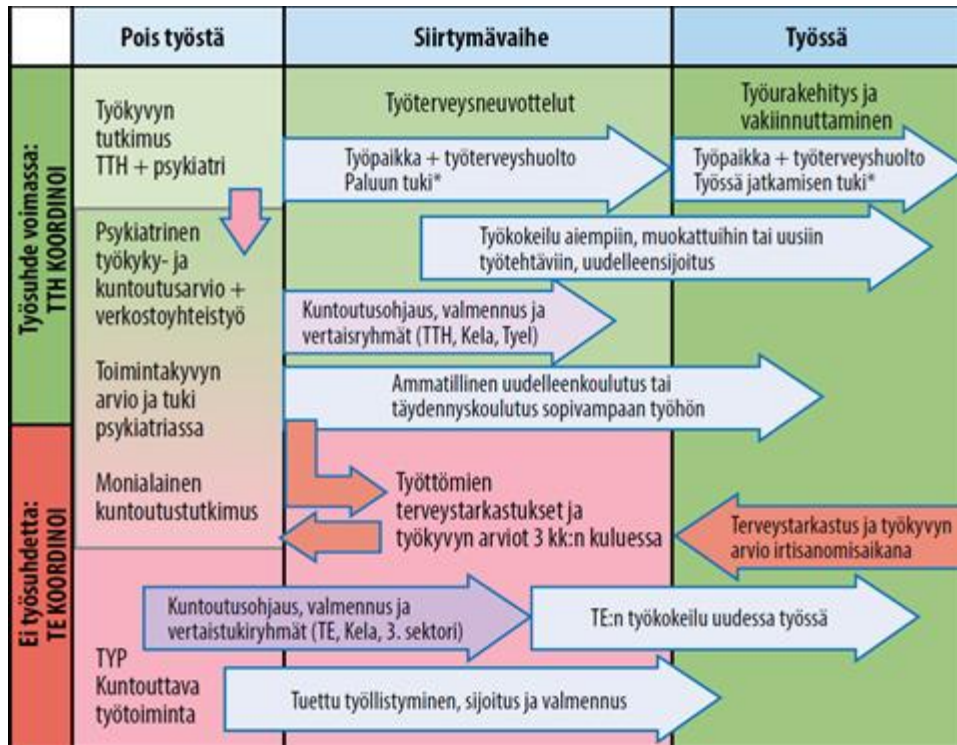 Pois työstä
Siirtymävaihe
Työssä
Työsuhde voimassa:
TTH KOORDINOI
Työkyvyn
tutkimus
TTH + psykiatri
Työterveysneuvottelut
Työurakehitys ja
vakiinnuttaminen
Työpaikka + työterveyshuolto
Paluun tuki*
Työpaikka + työterveyshuolto
Työssä jatkamisen tuki*
Psykiatrinen
työkyky- ja
kuntoutusarvio +
verkostoyhteistyö
Työkokeilu aiempiin, muokattuihin tai uusiin
työtehtäviin, uudelleensijoitus
Kuntoutusohjaus, valmennus ja
vertaisryhmät (TTH, Kela, Tyel)
Toimintakyvyn
arvio ja tuki
psykiatriassa
Ammatillinen uudelleenkoulutus tai
täydennyskoulutus sopivampaan työhön
Ei työsuhdetta:
TE KOORDINOI
Monialainen
kuntoutustutkimus
Työttömien
terveystarkastukset ja
työkyvyn arviot 3 kk:n kuluessa
Terveystarkastus ja työkyvyn
arvio irtisanomisaikana
Kuntoutusohjaus, valmennus ja
vertaistukiryhmät (TE, Kela, 3. sektori)
TE:n työkokeilu uudessa työssä
TYP
Kuntouttava
työtoiminta
Tuettu työllistyminen, sijoitus ja valmennus